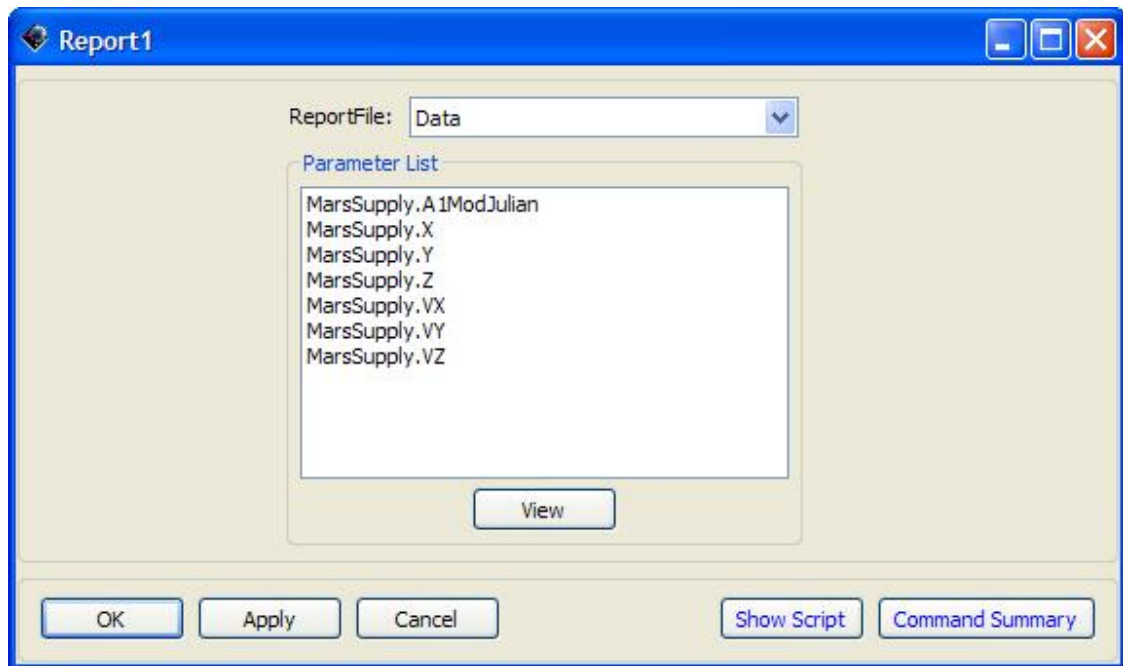 Report1
ReportFile: Data
Parameter List
MarsSupply.A1ModJulian
MarsSupply.X
MarsSupply.Y
MarsSupply.Z
MarsSupply.VX
MarsSupply.VY
MarsSupply.VZ
View
OK Apply Cancel Show Script Command Summary